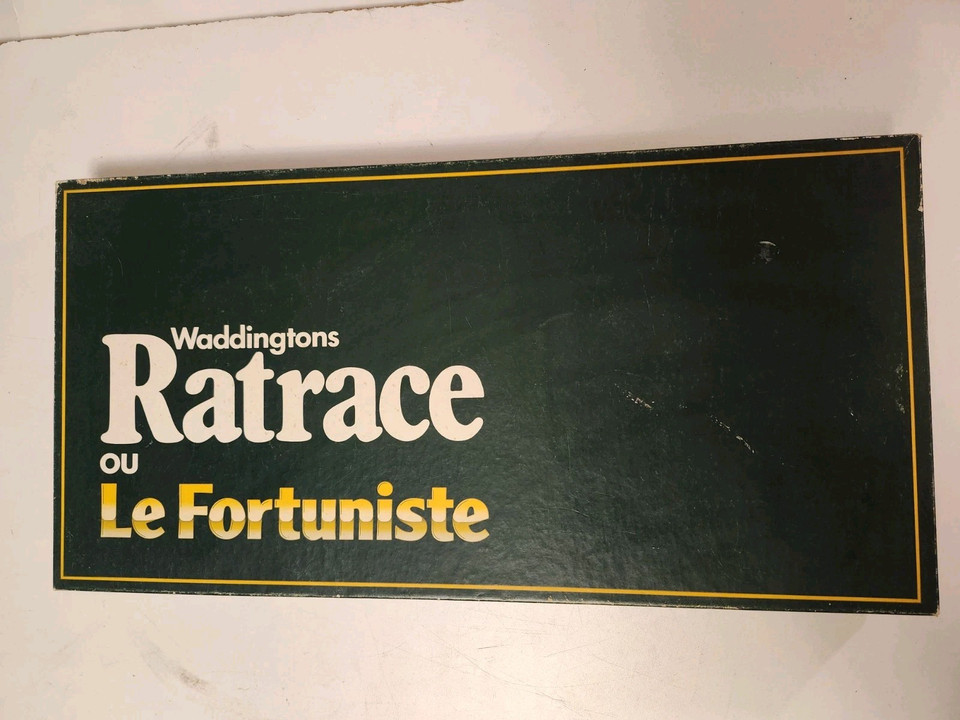 Waddingtons
Ratrace
OU
Le Fortuniste